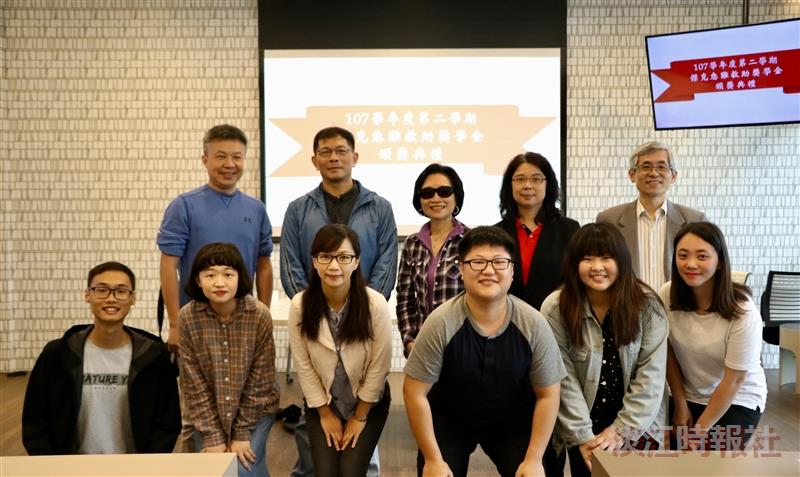 107學年度第二學期
克急難救助獎學金
頒獎典禮
107學年度第二學期
傑克急難救助獎學金
頒獎典禮
NATURE Y
淡江時報社